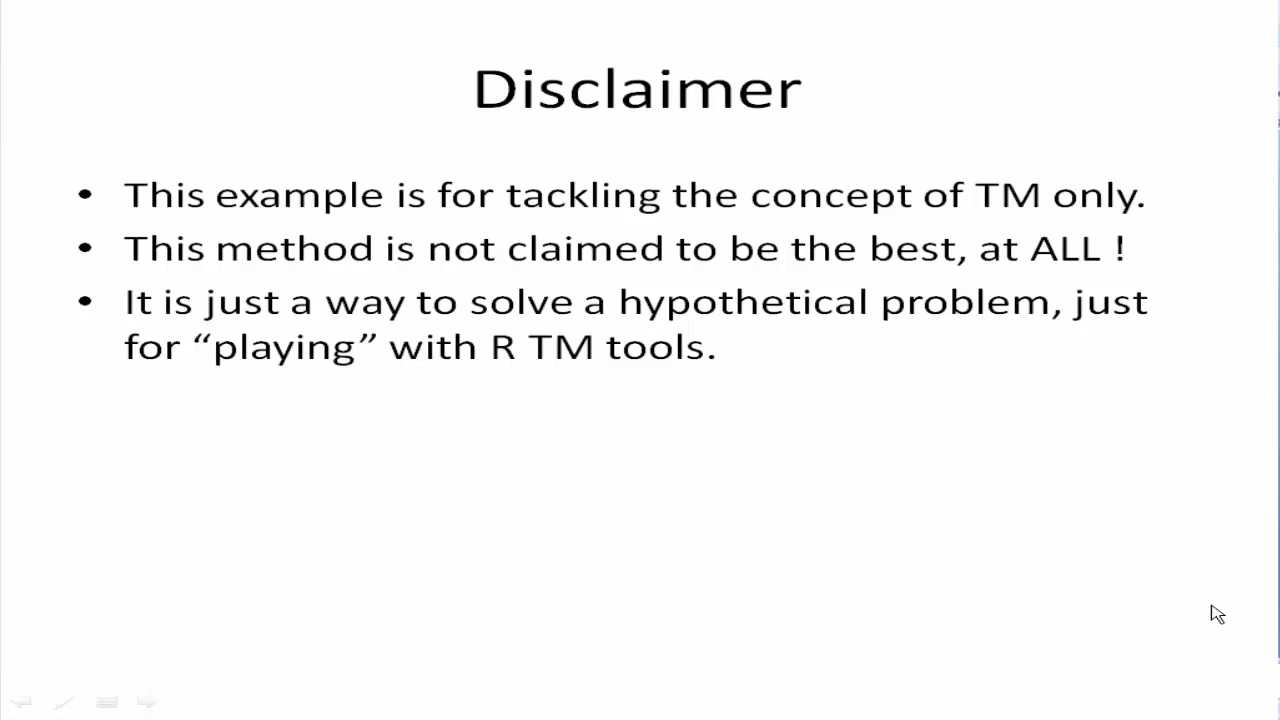 Disclaimer
• This example is for tackling the concept of TM only.
• This method is not claimed to be the best, at ALL !
• It is just a way to solve a hypothetical problem, just
for “playing” with R TM tools.